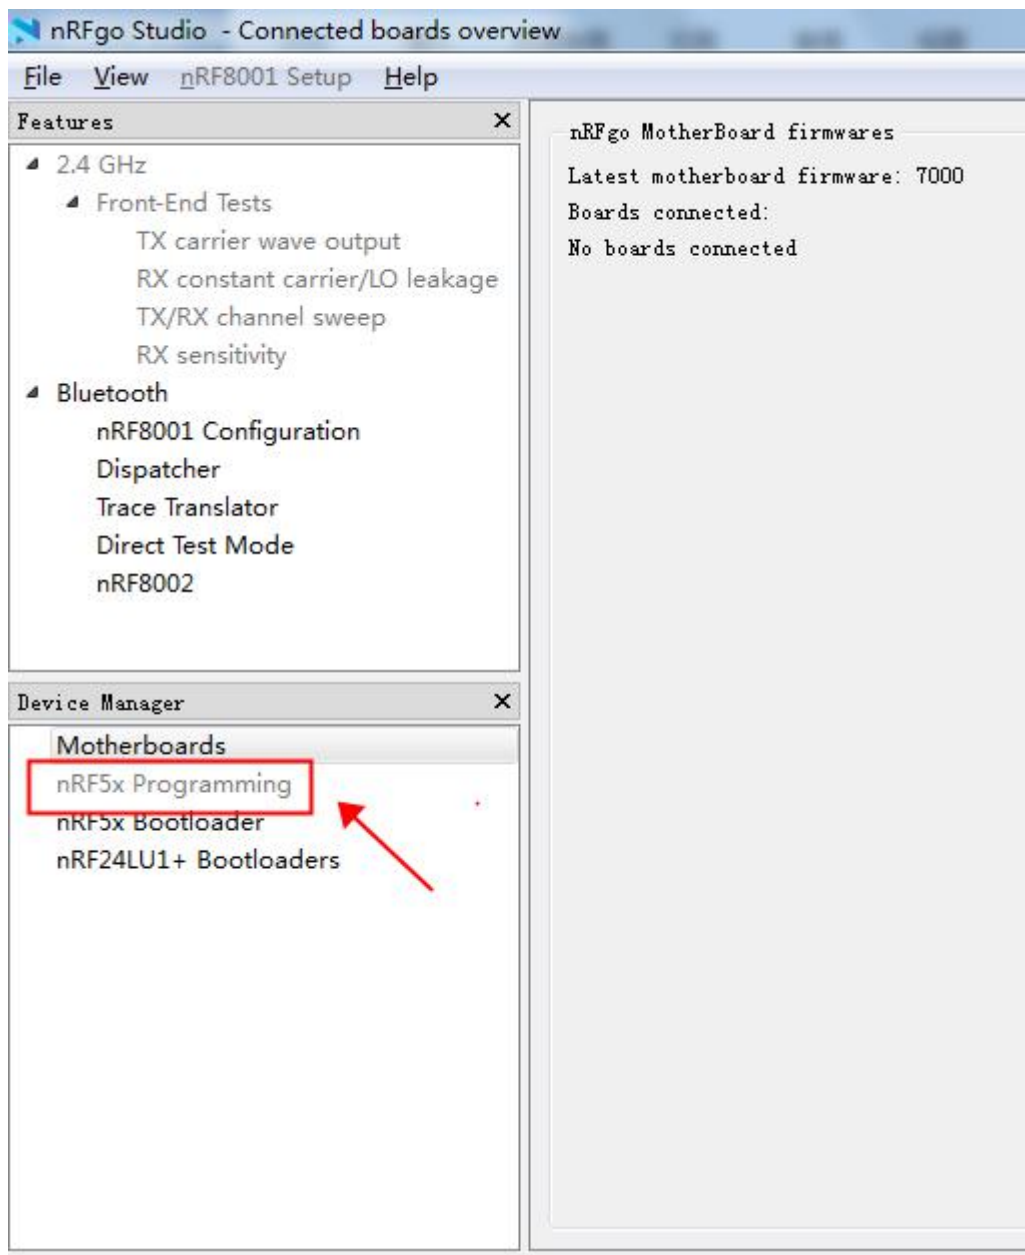 nRFgo Studio - Connected boards overview
File View nRF8001 Setup Help
Features
2.4 GHz
Front-End Tests
TX carrier wave output
RX constant carrier/LO leakage
TX/RX channel sweep
RX sensitivity
Bluetooth
nRF8001 Configuration
Dispatcher
Trace Translator
Direct Test Mode
nRF8002
Device Manager
Motherboards
nRF5x Programming
nRF5x Bootloader
nRF24LU1+ Bootloaders
nRFgo MotherBoard firmwares
Latest motherboard firmware: 7000
Boards connected:
No boards connected